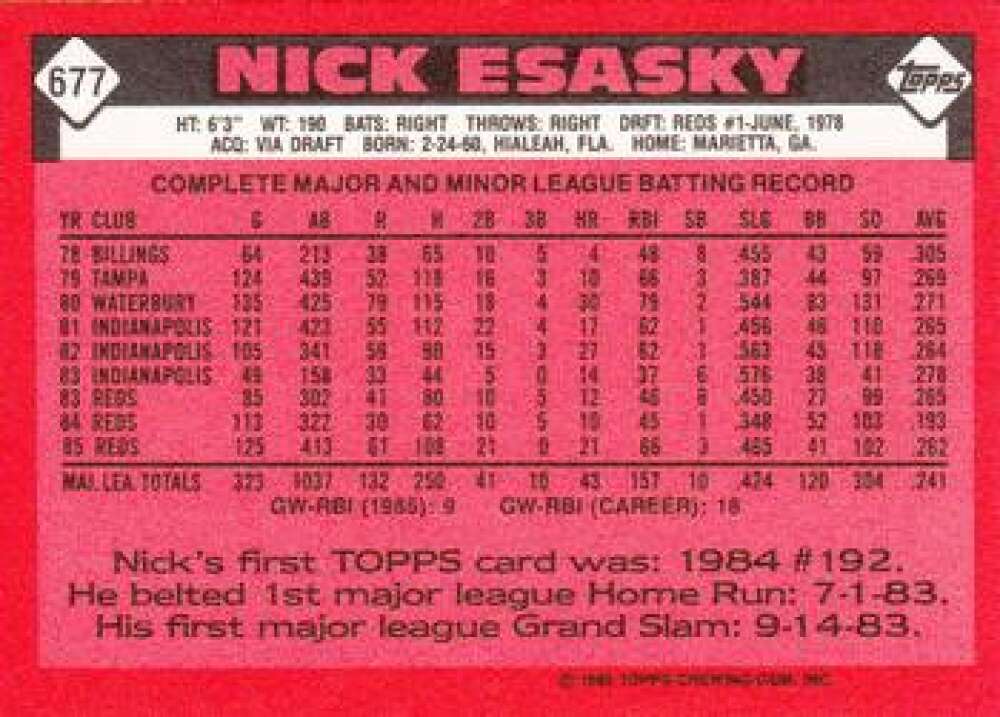 677 NICK ESASKY TOPPS
HT: 6'3" WT: 190 BATS: RIGHT THROWS: RIGHT DRFT: REDS #1-JUNE, 1978
ACQ: VIA DRAFT BORN: 2-24-60, HIALEAH, FLA. HOME: MARIETTA, GA.
COMPLETE MAJOR AND MINOR LEAGUE BATTING RECORD
YR CLUB G AB R H 2B 3B HR RBI SB SLG BB SO AVG
78 BILLINGS 64 213 38 65 10 5 4 48 8 .455 43 59 .305
79 TAMPA 124 439 52 118 16 3 10 66 3 .387 44 97 .269
80 WATERBURY 135 425 79 115 18 4 30 79 2 .544 83 131 .271
81 INDIANAPOLIS 121 423 55 112 22 4 17 62 1 .456 46 110 .265
82 INDIANAPOLIS 105 341 56 90 15 3 27 62 1 .563 45 118 .264
83 INDIANAPOLIS 49 158 33 44 5 0 14 37 6 .576 38 41 .278
83 REDS 85 302 41 80 10 5 12 46 8 .450 27 99 .265
84 REDS 113 322 30 62 10 5 10 45 1 .348 52 103 .193
85 REDS 125 413 61 108 21 0 21 66 3 .465 41 102 .262
MAJ. LEA. TOTALS 323 1037 132 250 41 10 43 157 10 .424 120 304 .241
GW-RBI (1985): 9 GW-RBI (CAREER): 16
Nick's first TOPPS card was: 1984 #192.
He belted 1st major league Home Run: 7-1-83.
His first major league Grand Slam: 9-14-83.
© TOPPS CHEWING GUM, INC.